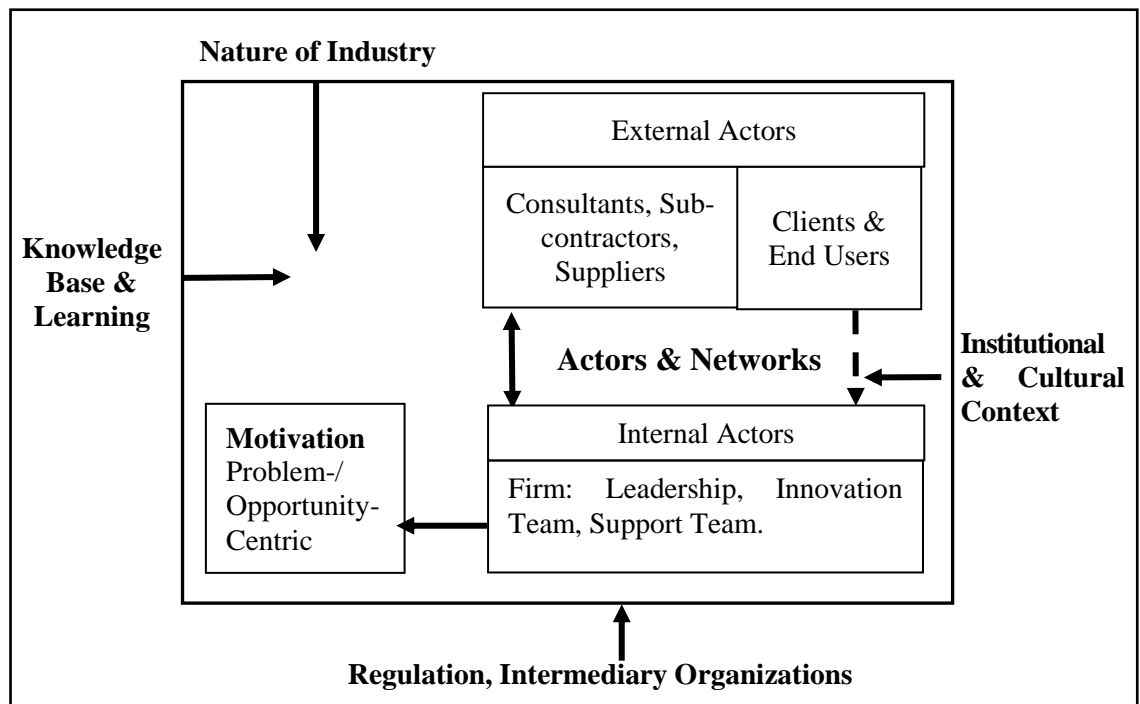 Nature of Industry
External Actors
Consultants, Sub-
contractors,
Suppliers
Clients &
End Users
Knowledge
Base &
Learning
Actors & Networks
Institutional
& Cultural
Context
Internal Actors
Firm: Leadership, Innovation
Team, Support Team.
Motivation
Problem-/
Opportunity-
Centric
Regulation, Intermediary Organizations